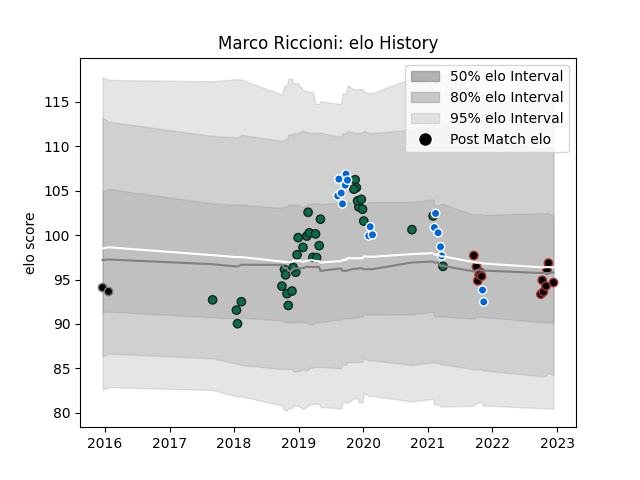 Marco Riccioni: elo History
50% elo Interval
80% elo Interval
95% elo Interval
Post Match elo
elo score
115
110
105
100
95
90
85
80
2016 2017 2018 2019 2020 2021 2022 2023